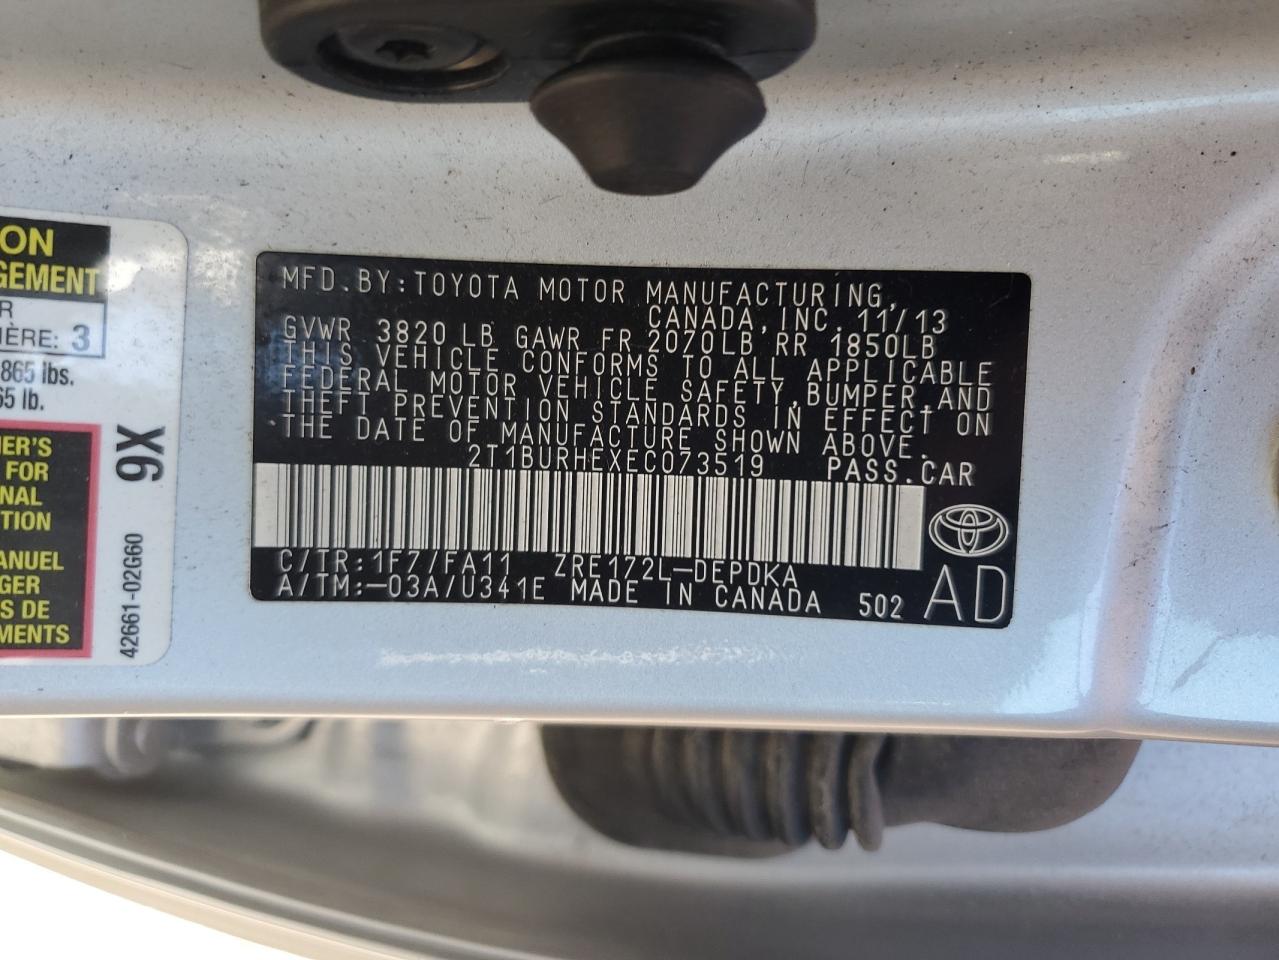 ON
GEMENT
R
IÈRE: 3
865 lbs.
65 lb.
ER'S
FOR
NAL
TION
ANUEL
GER
S DE
MENTS
9X
42661-02G60
MFD. BY: TOYOTA MOTOR MANUFACTURING,
CANADA, INC. 11/13
GVWR 3820 LB GAWR FR 2070LB RR 1850LB
THIS VEHICLE CONFORMS TO ALL APPLICABLE
FEDERAL MOTOR VEHICLE SAFETY, BUMPER, AND
THEFT PREVENTION STANDARDS IN EFFECT ON
THE DATE OF MANUFACTURE SHOWN ABOVE.
2T1BURHEXEC073519 PASS. CAR
C/TR: 1F7/FA11 ZRE172L-DEPDKA
A/TM: -03A/U341E MADE IN CANADA 502 AD